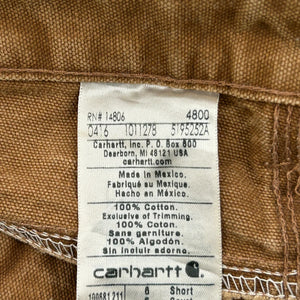 RN# 14806 4800
0416 1011278 5195252A
Carhartt, Inc. P. O. Box 600
Dearborn, MI 48121 USA
carhartt.com
Made in Mexico.
Fabriqué au Mexique.
Hecho en México.
100% Cotton.
Exclusive of Trimming.
100% Coton.
Sans garniture.
100% Algodón.
Sin incluir adorno.
carhartt
6 Short